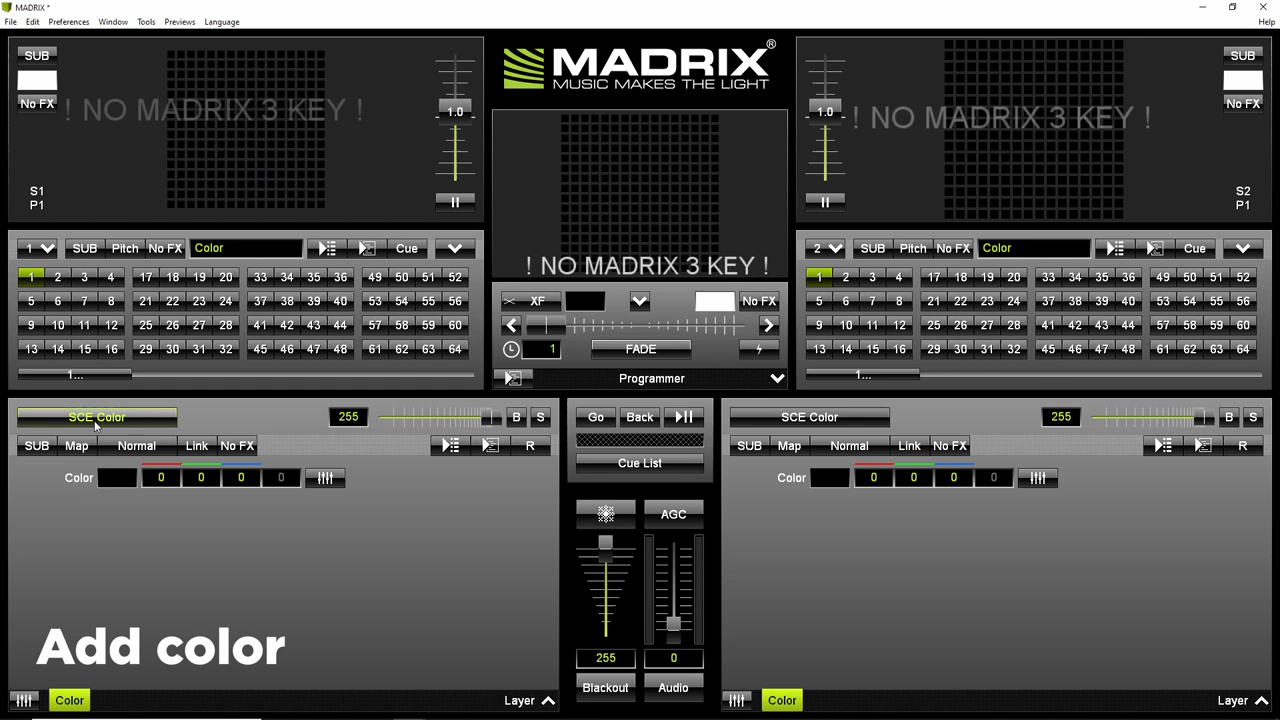 MADRIX *
File Edit Preferences Window Tools Previews Language Help
SUB
No FX
! NO MADRIX 3 KEY !
1.0
S1
P1
MADRIX®
MUSIC MAKES THE LIGHT
! NO MADRIX 3 KEY !
1.0
SUB
No FX
! NO MADRIX 3 KEY !
S2
P1
1 SUB Pitch No FX Color Cue
1 2 3 4 17 18 19 20 33 34 35 36 49 50 51 52
5 6 7 8 21 22 23 24 37 38 39 40 53 54 55 56
9 10 11 12 25 26 27 28 41 42 43 44 57 58 59 60
13 14 15 16 29 30 31 32 45 46 47 48 61 62 63 64
1...
XF No FX
1 FADE
Programmer
2 SUB Pitch No FX Color Cue
1 2 3 4 17 18 19 20 33 34 35 36 49 50 51 52
5 6 7 8 21 22 23 24 37 38 39 40 53 54 55 56
9 10 11 12 25 26 27 28 41 42 43 44 57 58 59 60
13 14 15 16 29 30 31 32 45 46 47 48 61 62 63 64
1...
SCE Color 255 B S
SUB Map Normal Link No FX R
Color 0 0 0 0
Add color
Color Layer
Go Back
Cue List
AGC
255 0
Blackout Audio
SCE Color 255 B S
SUB Map Normal Link No FX R
Color 0 0 0 0
Color Layer